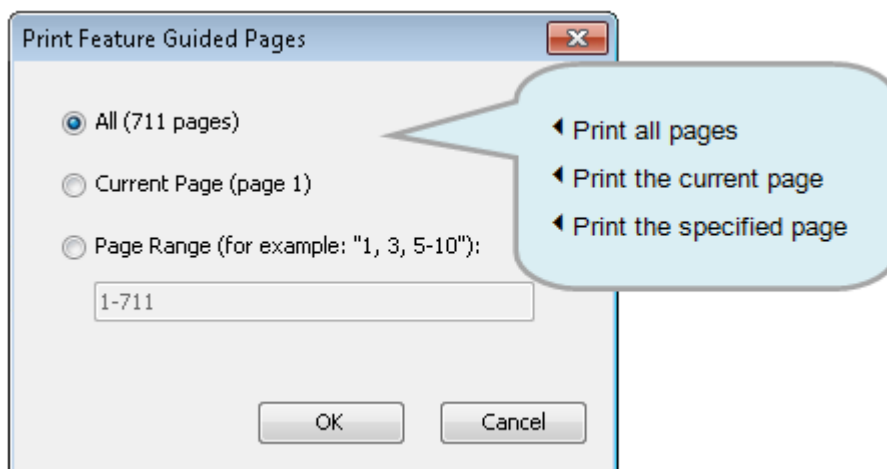 Print Feature Guided Pages
All (711 pages)
Current Page (page 1)
Page Range (for example: "1, 3, 5-10"):
1-711
OK
Cancel
Print all pages
Print the current page
Print the specified page